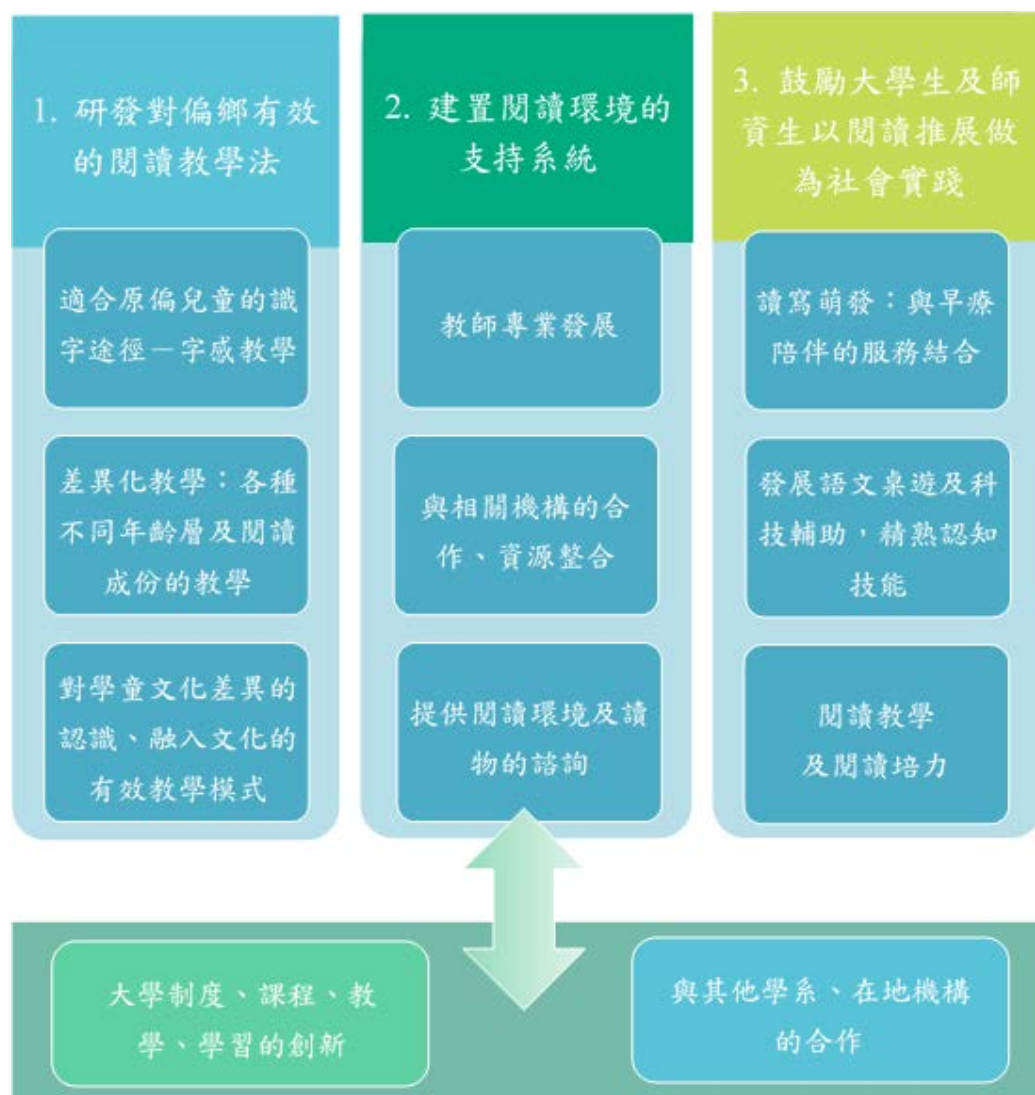 1. 研發對偏鄉有效
的閱讀教學法
適合原偏兒童的識
字途徑－字感教學
差異化教學：各種
不同年齡層及閱讀
成份的教學
對學童文化差異的
認識、融入文化的
有效教學模式
2. 建置閱讀環境的
支持系統
教師專業發展
與相關機構的合
作、資源整合
提供閱讀環境及讀
物的諮詢
3. 鼓勵大學生及師
資生以閱讀推展做
為社會實踐
讀寫萌發：與早療
陪伴的服務結合
發展語文桌遊及科
技輔助，精熟認知
技能
閱讀教學
及閱讀培力
大學制度、課程、教
學、學習的創新
與其他學系、在地機構
的合作